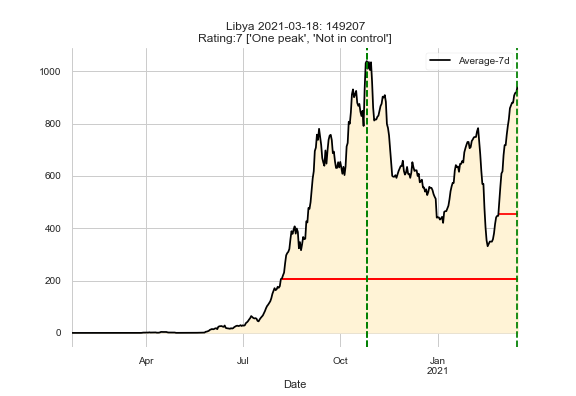 Libya 2021-03-18: 149207
Rating:7 ['One peak', 'Not in control']
Average-7d
1000
800
600
400
200
0
Apr
Jul
Oct
Jan
2021
Date